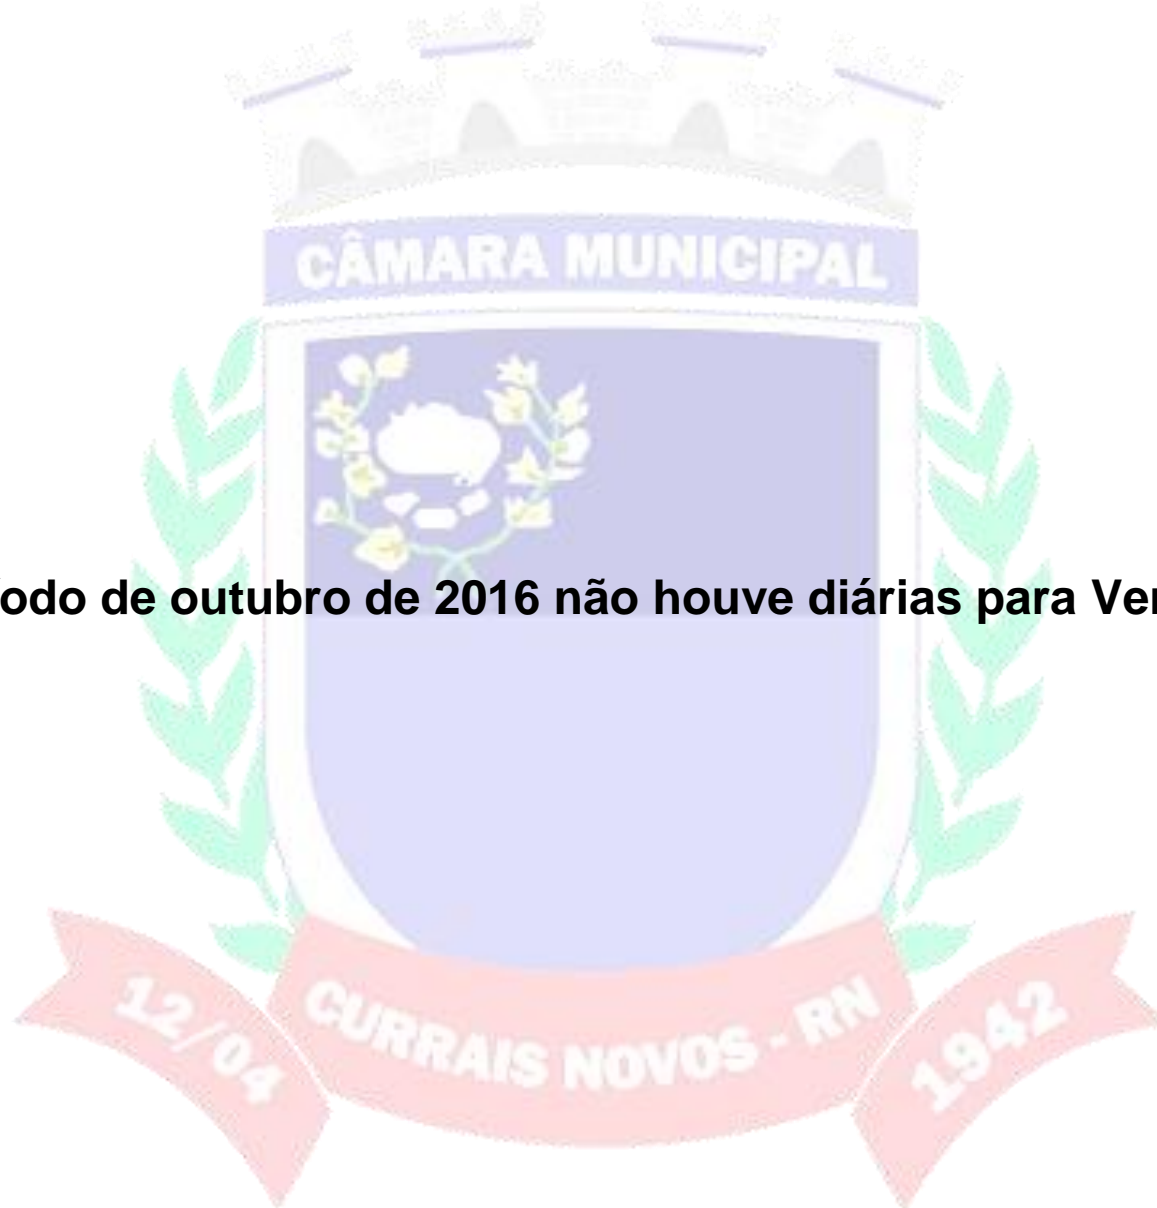 CÂMARA MUNICIPAL
odo de outubro de 2016 não houve diárias para Ve
12/04
CURRAIS NOVOS - RN
1942